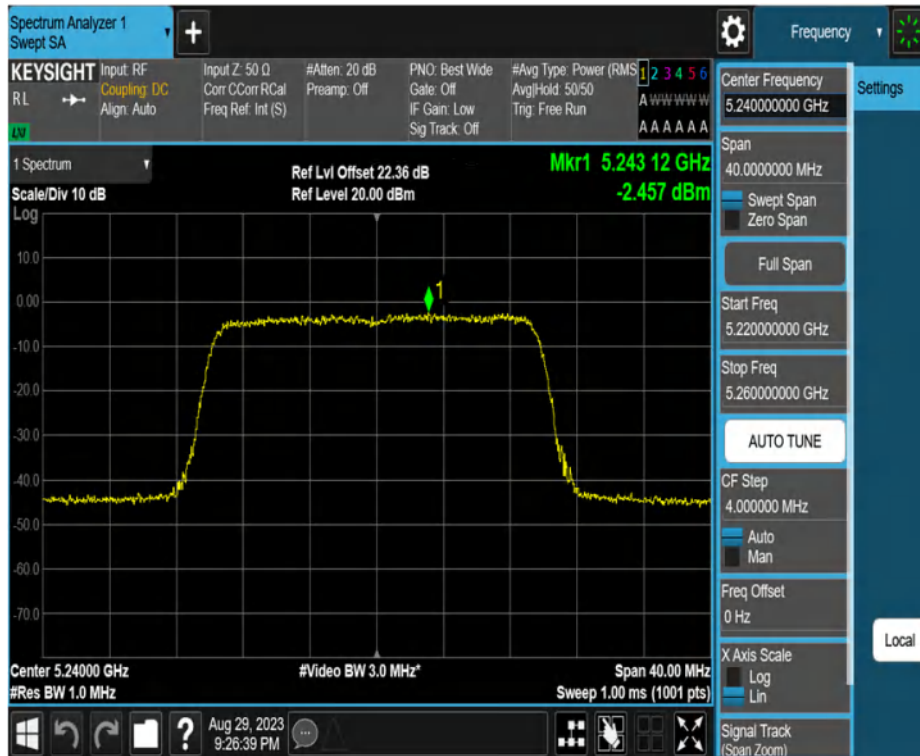 Spectrum Analyzer 1
Swept SA
+
Frequency
KEYSIGHT
RL
LXI
Input: RF
Coupling: DC
Align: Auto
Input Z: 50 Ω
Corr CCorr RCal
Freq Ref: Int (S)
#Atten: 20 dB
Preamp: Off
PNO: Best Wide
Gate: Off
IF Gain: Low
Sig Track: Off
#Avg Type: Power (RMS
Avg|Hold: 50/50
Trig: Free Run
1 2 3 4 5 6
A W W W W W
A A A A A A
1 Spectrum
Scale/Div 10 dB
Log
Ref Lvl Offset 22.36 dB
Ref Level 20.00 dBm
Mkr1 5.243 12 GHz
-2.457 dBm
1
10.0
0.00
-10.0
-20.0
-30.0
-40.0
-50.0
-60.0
-70.0
Center 5.24000 GHz
#Res BW 1.0 MHz
#Video BW 3.0 MHz*
Span 40.00 MHz
Sweep 1.00 ms (1001 pts)
?
Aug 29, 2023
9:26:39 PM
Center Frequency
5.240000000 GHz
Span
40.0000000 MHz
Swept Span
Zero Span
Full Span
Start Freq
5.220000000 GHz
Stop Freq
5.260000000 GHz
AUTO TUNE
CF Step
4.000000 MHz
Auto
Man
Freq Offset
0 Hz
X Axis Scale
Log
Lin
Signal Track
(Span Zoom)
Settings
Local